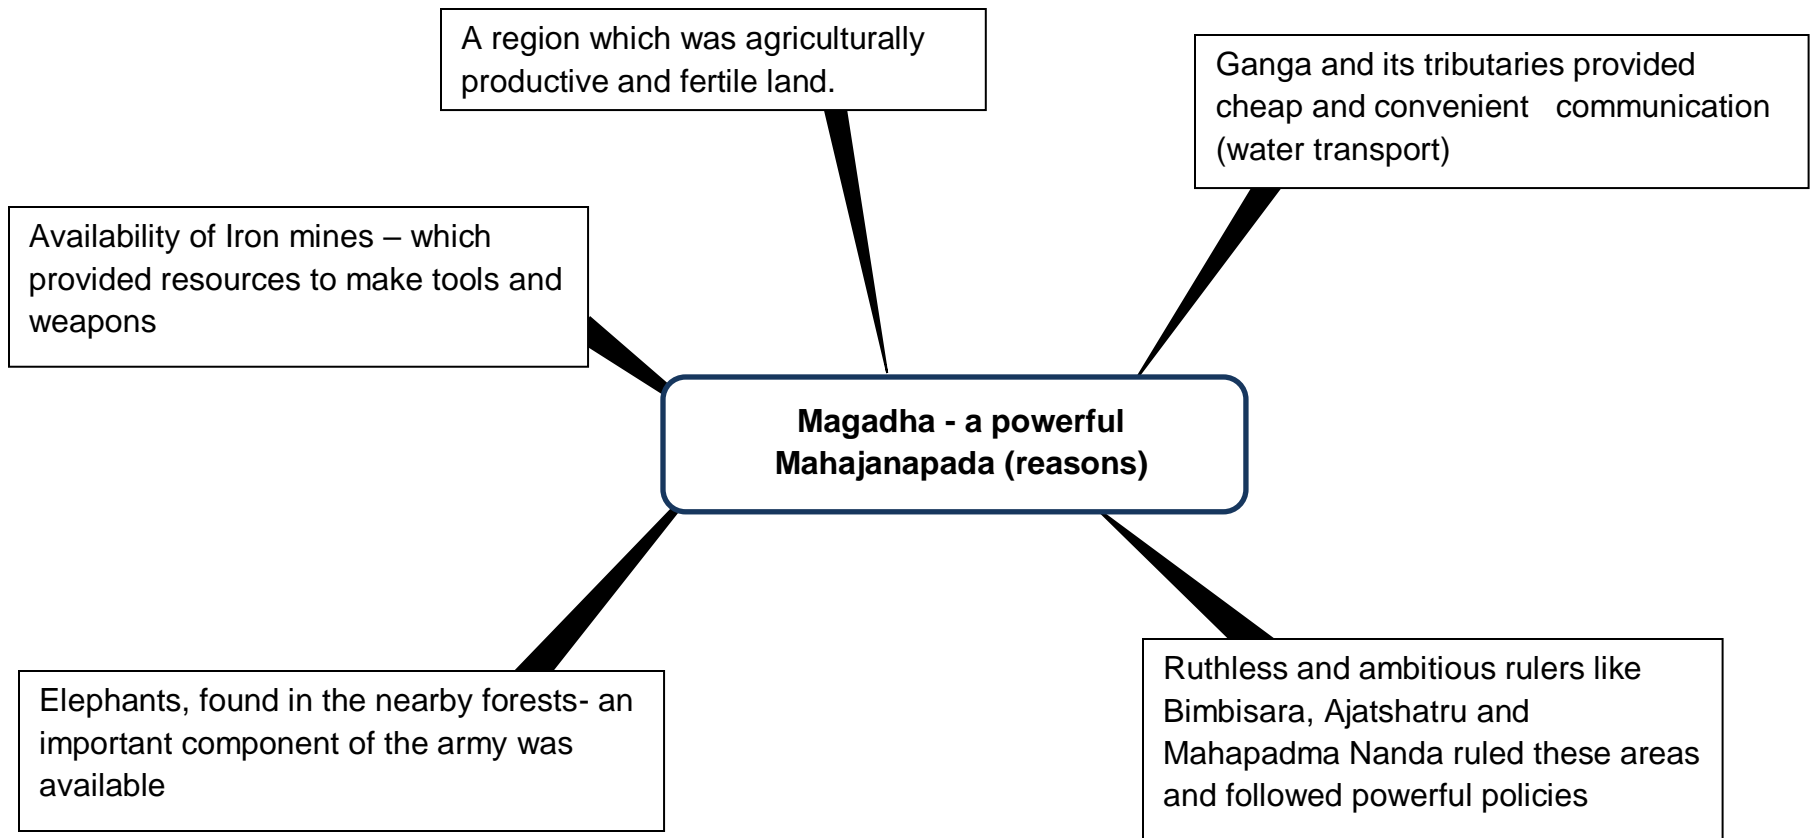 A region which was agriculturally
productive and fertile land.
Ganga and its tributaries provided
cheap and convenient communication
(water transport)
Availability of Iron mines – which
provided resources to make tools and
weapons
Magadha - a powerful
Mahajanapada (reasons)
Elephants, found in the nearby forests- an
important component of the army was
available
Ruthless and ambitious rulers like
Bimbisara, Ajatshatru and
Mahapadma Nanda ruled these areas
and followed powerful policies